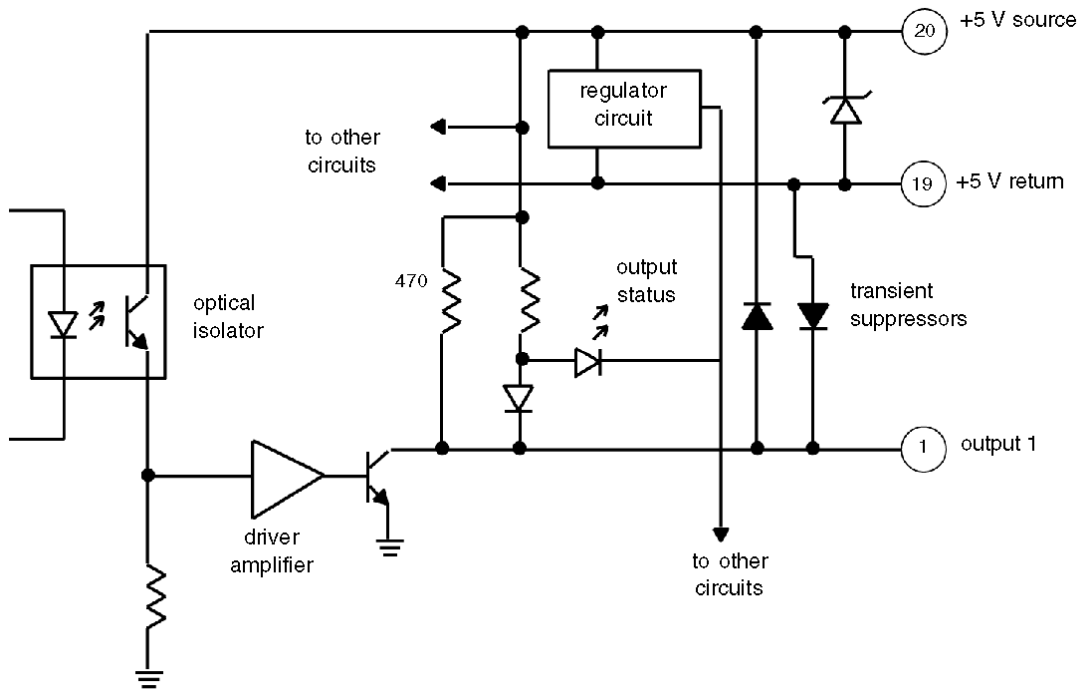 20
+5 V source
regulator
circuit
to other
circuits
19
+5 V return
470
output
status
optical
isolator
transient
suppressors
1
output 1
driver
amplifier
to other
circuits